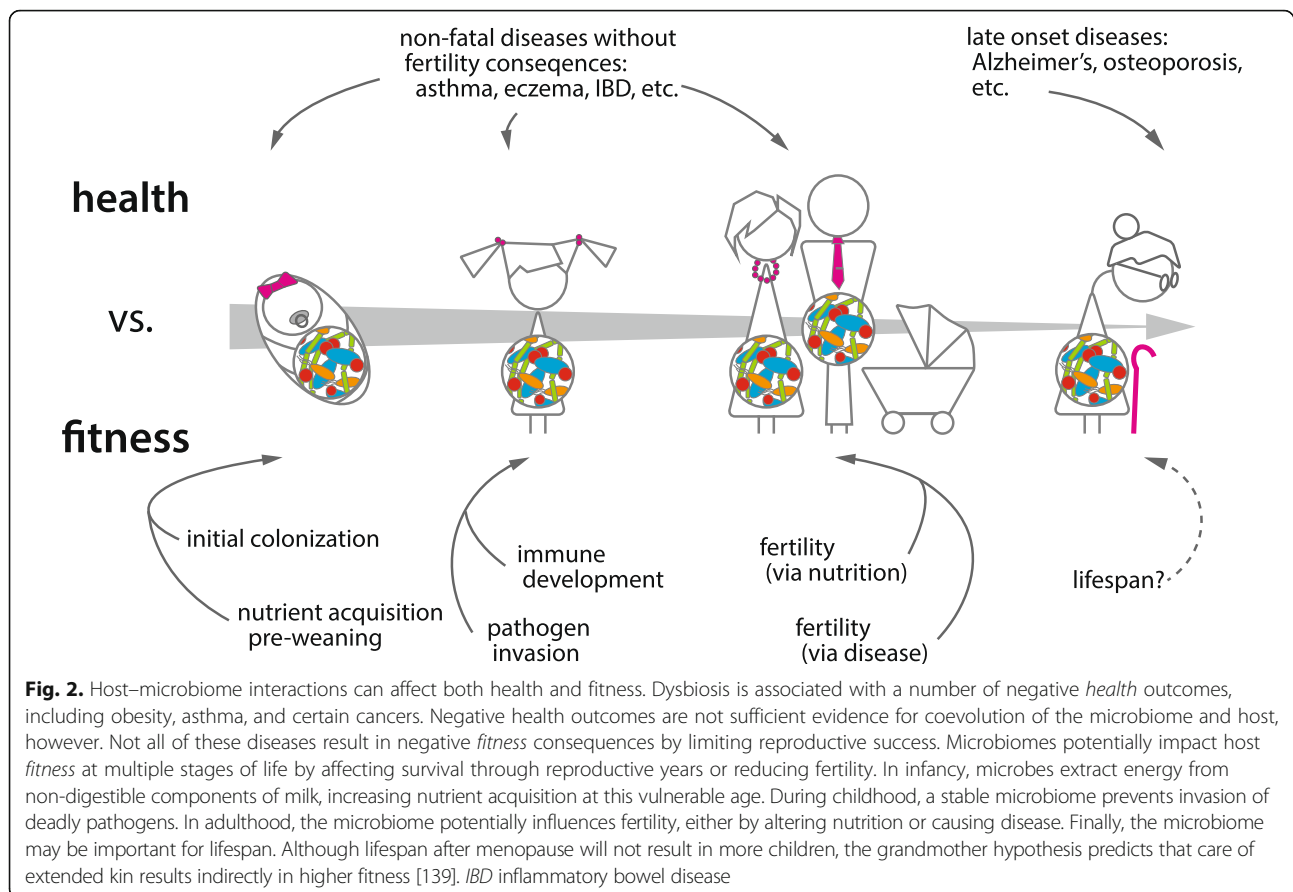 non-fatal diseases without
fertility conseqences:
asthma, eczema, IBD, etc.
late onset diseases:
Alzheimer's, osteoporosis,
etc.
health
vs.
fitness
initial colonization
nutrient acquisition
pre-weaning
immune
development
pathogen
invasion
fertility
(via nutrition)
fertility
(via disease)
lifespan?
Fig. 2. Host–microbiome interactions can affect both health and fitness. Dysbiosis is associated with a number of negative health outcomes,
including obesity, asthma, and certain cancers. Negative health outcomes are not sufficient evidence for coevolution of the microbiome and host,
however. Not all of these diseases result in negative fitness consequences by limiting reproductive success. Microbiomes potentially impact host
fitness at multiple stages of life by affecting survival through reproductive years or reducing fertility. In infancy, microbes extract energy from
non-digestible components of milk, increasing nutrient acquisition at this vulnerable age. During childhood, a stable microbiome prevents invasion of
deadly pathogens. In adulthood, the microbiome potentially influences fertility, either by altering nutrition or causing disease. Finally, the microbiome
may be important for lifespan. Although lifespan after menopause will not result in more children, the grandmother hypothesis predicts that care of
extended kin results indirectly in higher fitness [139]. IBD inflammatory bowel disease